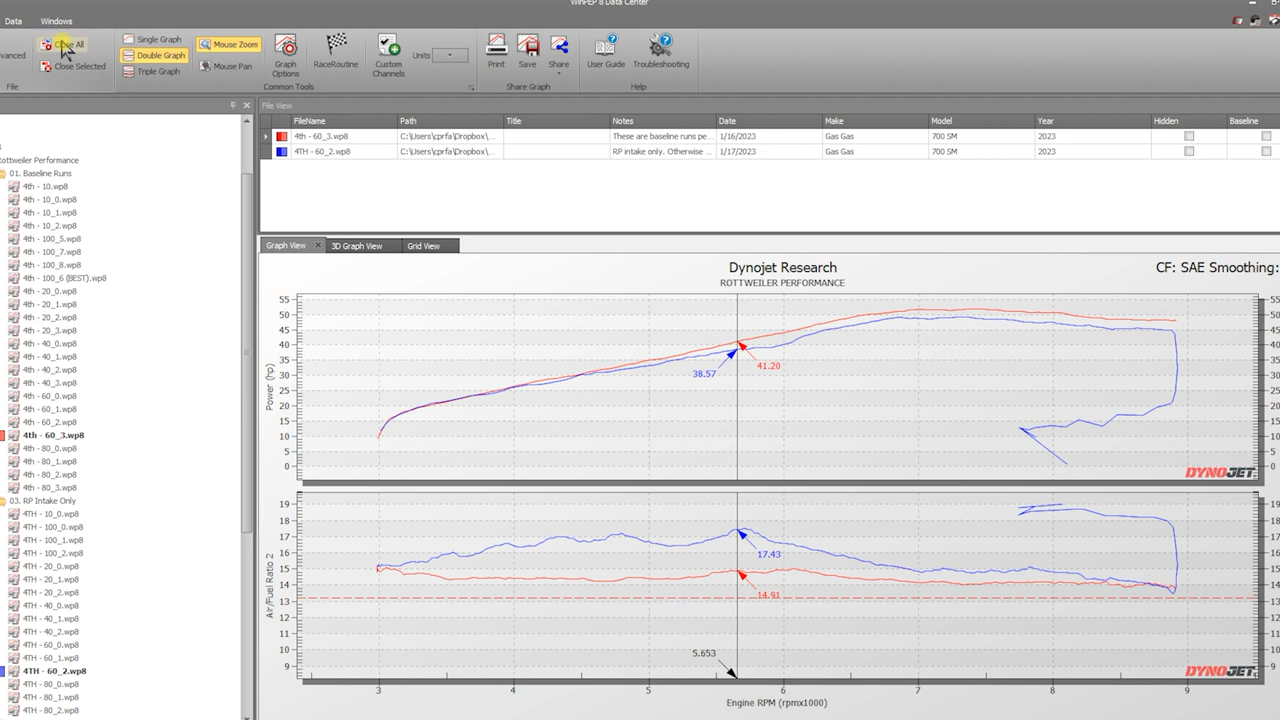 WinPEP 8 Data Center
Data Windows
vanced
Close All
Close Selected
File
Single Graph
Double Graph
Triple Graph
Mouse Zoom
Mouse Pan
Graph Options
RaceRoutine
Custom Channels
Units
Common Tools
Print
Save
Share
Share Graph
User Guide
Troubleshooting
Help
File View
FileName Path Title Notes Date Make Model Year Hidden Baseline
4th - 60_3.wp8 C:\Users\cprfa\Dropbox\... These are baseline runs pe... 1/16/2023 Gas Gas 700 SM 2023
4TH - 60_2.wp8 C:\Users\cprfa\Dropbox\... RP intake only. Otherwise ... 1/17/2023 Gas Gas 700 SM 2023
Rottweiler Performance
01. Baseline Runs
4th - 10.wp8
4th - 10_0.wp8
4th - 10_1.wp8
4th - 10_2.wp8
4th - 100_5.wp8
4th - 100_7.wp8
4th - 100_8.wp8
4th - 100_6 (BEST).wp8
4th - 20_0.wp8
4th - 20_1.wp8
4th - 20_2.wp8
4th - 20_3.wp8
4th - 40_0.wp8
4th - 40_1.wp8
4th - 40_2.wp8
4th - 40_3.wp8
4th - 60_0.wp8
4th - 60_1.wp8
4th - 60_2.wp8
4th - 60_3.wp8
4th - 80_0.wp8
4th - 80_1.wp8
4th - 80_2.wp8
4th - 80_3.wp8
03. RP Intake Only
4TH - 10_0.wp8
4TH - 100_0.wp8
4TH - 100_1.wp8
4TH - 100_2.wp8
4TH - 20_0.wp8
4TH - 20_1.wp8
4TH - 20_2.wp8
4TH - 40_0.wp8
4TH - 40_1.wp8
4TH - 40_2.wp8
4TH - 60_0.wp8
4TH - 60_1.wp8
4TH - 60_2.wp8
4TH - 80_0.wp8
4TH - 80_1.wp8
4TH - 80_2.wp8
Graph View 3D Graph View Grid View
Dynojet Research
ROTTWEILER PERFORMANCE
CF: SAE Smoothing:
Power (hp)
55
50
45
40
35
30
25
20
15
10
5
0
41.20
38.57
DYNOJET
Air/Fuel Ratio 2
19
18
17
16
15
14
13
12
11
10
9
17.43
14.91
5.653
DYNOJET
3 4 5 6 7 8 9
Engine RPM (rpmx1000)